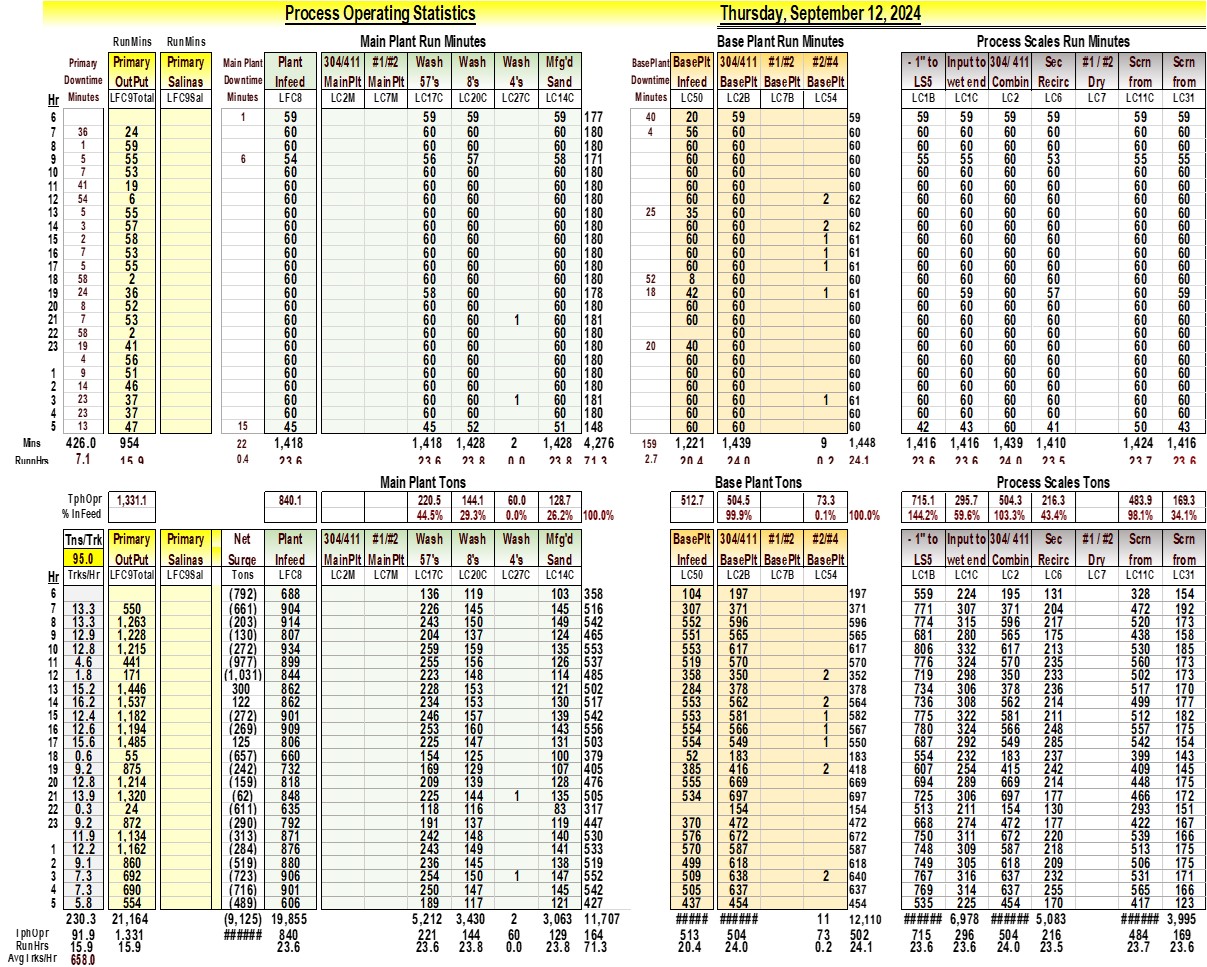 Process Operating Statistics Thursday, September 12, 2024
RunMins RunMins Main Plant Run Minutes Base Plant Run Minutes Process Scales Run Minutes
Primary Primary Primary Main Plant Plant 304/411 #1/#2 Wash Wash Wash Mfg'd BasePlant BasePlt 304/411 #1/#2 #2/#4 - 1" to Input to 304/ 411 Sec #1 / #2 Scrn Scrn
Downtime OutPut Salinas Downtime Infeed MainPlt MainPlt 57's 8's 4's Sand Downtime Infeed BasePlt BasePlt BasePlt LS5 wet end Combin Recirc Dry from from
Hr Minutes LFC9Total LFC9Sal Minutes LFC8 LC2M LC7M LC17C LC20C LC27C LC14C Minutes LC50 LC2B LC7B LC54 LC1B LC1C LC2 LC6 LC7 LC11C LC31
6 1 59 59 59 59 177 40 20 59 59 59 59 59 59 59 59
7 36 24 60 60 60 60 180 4 56 60 60 60 60 60 60 60 60
8 1 59 60 60 60 60 180 60 60 60 60 60 60 60 60 60
9 5 55 6 54 56 57 58 171 60 60 60 55 55 60 53 55 55
10 7 53 60 60 60 60 180 60 60 60 60 60 60 60 60 60
11 41 19 60 60 60 60 180 60 60 60 60 60 60 60 60 60
12 54 6 60 60 60 60 180 60 60 2 62 60 60 60 60 60 60
13 5 55 60 60 60 60 180 25 35 60 60 60 60 60 60 60 60
14 3 57 60 60 60 60 180 60 60 2 62 60 60 60 60 60 60
15 2 58 60 60 60 60 180 60 60 1 61 60 60 60 60 60 60
16 7 53 60 60 60 60 180 60 60 1 61 60 60 60 60 60 60
17 5 55 60 60 60 60 180 60 60 1 61 60 60 60 60 60 60
18 58 2 60 60 60 60 180 52 8 60 60 60 60 60 60 60 60
19 24 36 60 58 60 60 178 18 42 60 1 61 60 59 60 57 60 59
20 8 52 60 60 60 60 180 60 60 60 60 60 60 60 60 60
21 7 53 60 60 60 1 60 181 60 60 60 60 60 60 60 60 60
22 58 2 60 60 60 60 180 60 60 60 60 60 60 60 60
23 19 41 60 60 60 60 180 20 40 60 60 60 60 60 60 60 60
4 56 60 60 60 60 180 60 60 60 60 60 60 60 60 60
1 9 51 60 60 60 60 180 60 60 60 60 60 60 60 60 60
2 14 46 60 60 60 60 180 60 60 60 60 60 60 60 60 60
3 23 37 60 60 60 1 60 181 60 60 1 61 60 60 60 60 60 60
4 23 37 60 60 60 60 180 60 60 60 60 60 60 60 60 60
5 13 47 15 45 45 52 51 148 60 60 60 42 43 60 41 50 43
Mins 426.0 954 22 1,418 1,418 1,428 2 1,428 4,276 159 1,221 1,439 9 1,448 1,416 1,416 1,439 1,410 1,424 1,416
RunnHrs 7.1 15.9 0.4 23.6 23.6 23.8 0.0 23.8 71.3 2.7 20.4 24.0 0.2 24.1 23.6 23.6 24.0 23.5 23.7 23.6
Main Plant Tons Base Plant Tons Process Scales Tons
TphOpr 1,331.1 840.1 220.5 144.1 60.0 128.7 512.7 504.5 73.3 715.1 295.7 504.3 216.3 483.9 169.3
% InFeed 44.5% 29.3% 0.0% 26.2% 100.0% 99.9% 0.1% 100.0% 144.2% 59.6% 103.3% 43.4% 98.1% 34.1%
Tns/Trk Primary Primary Net Plant 304/411 #1/#2 Wash Wash Wash Mfg'd BasePlt 304/411 #1/#2 #2/#4 - 1" to Input to 304/ 411 Sec #1 / #2 Scrn Scrn
95.0 OutPut Salinas Surge Infeed MainPlt MainPlt 57's 8's 4's Sand Infeed BasePlt BasePlt BasePlt LS5 wet end Combin Recirc Dry from from
Hr Trks/Hr LFC9Total LFC9Sal Tons LFC8 LC2M LC7M LC17C LC20C LC27C LC14C LC50 LC2B LC7B LC54 LC1B LC1C LC2 LC6 LC7 LC11C LC31
6 (792) 688 136 119 103 358 104 197 197 559 224 195 131 328 154
7 13.3 550 (661) 904 226 145 145 516 307 371 371 771 307 371 204 472 192
8 13.3 1,263 (203) 914 243 150 149 542 552 596 596 774 315 596 217 520 173
9 12.9 1,228 (130) 807 204 137 124 465 551 565 565 681 280 565 175 438 158
10 12.8 1,215 (272) 934 259 159 135 553 553 617 617 806 332 617 213 530 185
11 4.6 441 (977) 899 255 156 126 537 519 570 570 776 324 570 235 560 173
12 1.8 171 (1,031) 844 223 148 114 485 358 350 2 352 719 298 350 233 502 173
13 15.2 1,446 300 862 228 153 121 502 284 378 378 734 306 378 236 517 170
14 16.2 1,537 122 862 234 153 130 517 553 562 2 564 736 308 562 214 499 177
15 12.4 1,182 (272) 901 246 157 139 542 553 581 1 582 775 322 581 211 512 182
16 12.6 1,194 (269) 909 253 160 143 556 554 566 1 567 780 324 566 248 557 175
17 15.6 1,485 125 806 225 147 131 503 554 549 1 550 687 292 549 285 542 154
18 0.6 55 (657) 660 154 125 100 379 52 183 183 554 232 183 237 399 143
19 9.2 875 (242) 732 169 129 107 405 385 416 2 418 607 254 415 242 409 145
20 12.8 1,214 (159) 818 209 139 128 476 555 669 669 694 289 669 214 448 175
21 13.9 1,320 (62) 848 225 144 1 135 505 534 697 697 725 306 697 177 466 172
22 0.3 24 (611) 635 118 116 83 317 154 154 513 211 154 130 293 151
23 9.2 872 (290) 792 191 137 119 447 370 472 472 668 274 472 177 422 167
11.9 1,134 (313) 871 242 148 140 530 576 672 672 750 311 672 220 539 166
1 12.2 1,162 (284) 876 243 149 141 533 570 587 587 748 309 587 218 513 175
2 9.1 860 (519) 880 236 145 138 519 499 618 618 749 305 618 209 506 175
3 7.3 692 (723) 906 254 150 1 147 552 509 638 2 640 767 316 637 232 531 171
4 7.3 690 (716) 901 250 147 145 542 505 637 637 769 314 637 255 565 166
5 5.8 554 (489) 606 189 117 121 427 437 454 454 535 225 454 170 417 123
230.3 21,164 (9,125) 19,855 5,212 3,430 2 3,063 11,707 ##### ###### 11 12,110 ###### 6,978 ###### 5,083 ###### 3,995
TphOpr 91.9 1,331 ###### 840 221 144 60 129 164 513 504 73 502 715 296 504 216 484 169
RunHrs 15.9 15.9 23.6 23.6 23.8 0.0 23.8 71.3 20.4 24.0 0.2 24.1 23.6 23.6 24.0 23.5 23.7 23.6
Avg Trks/Hr 658.0